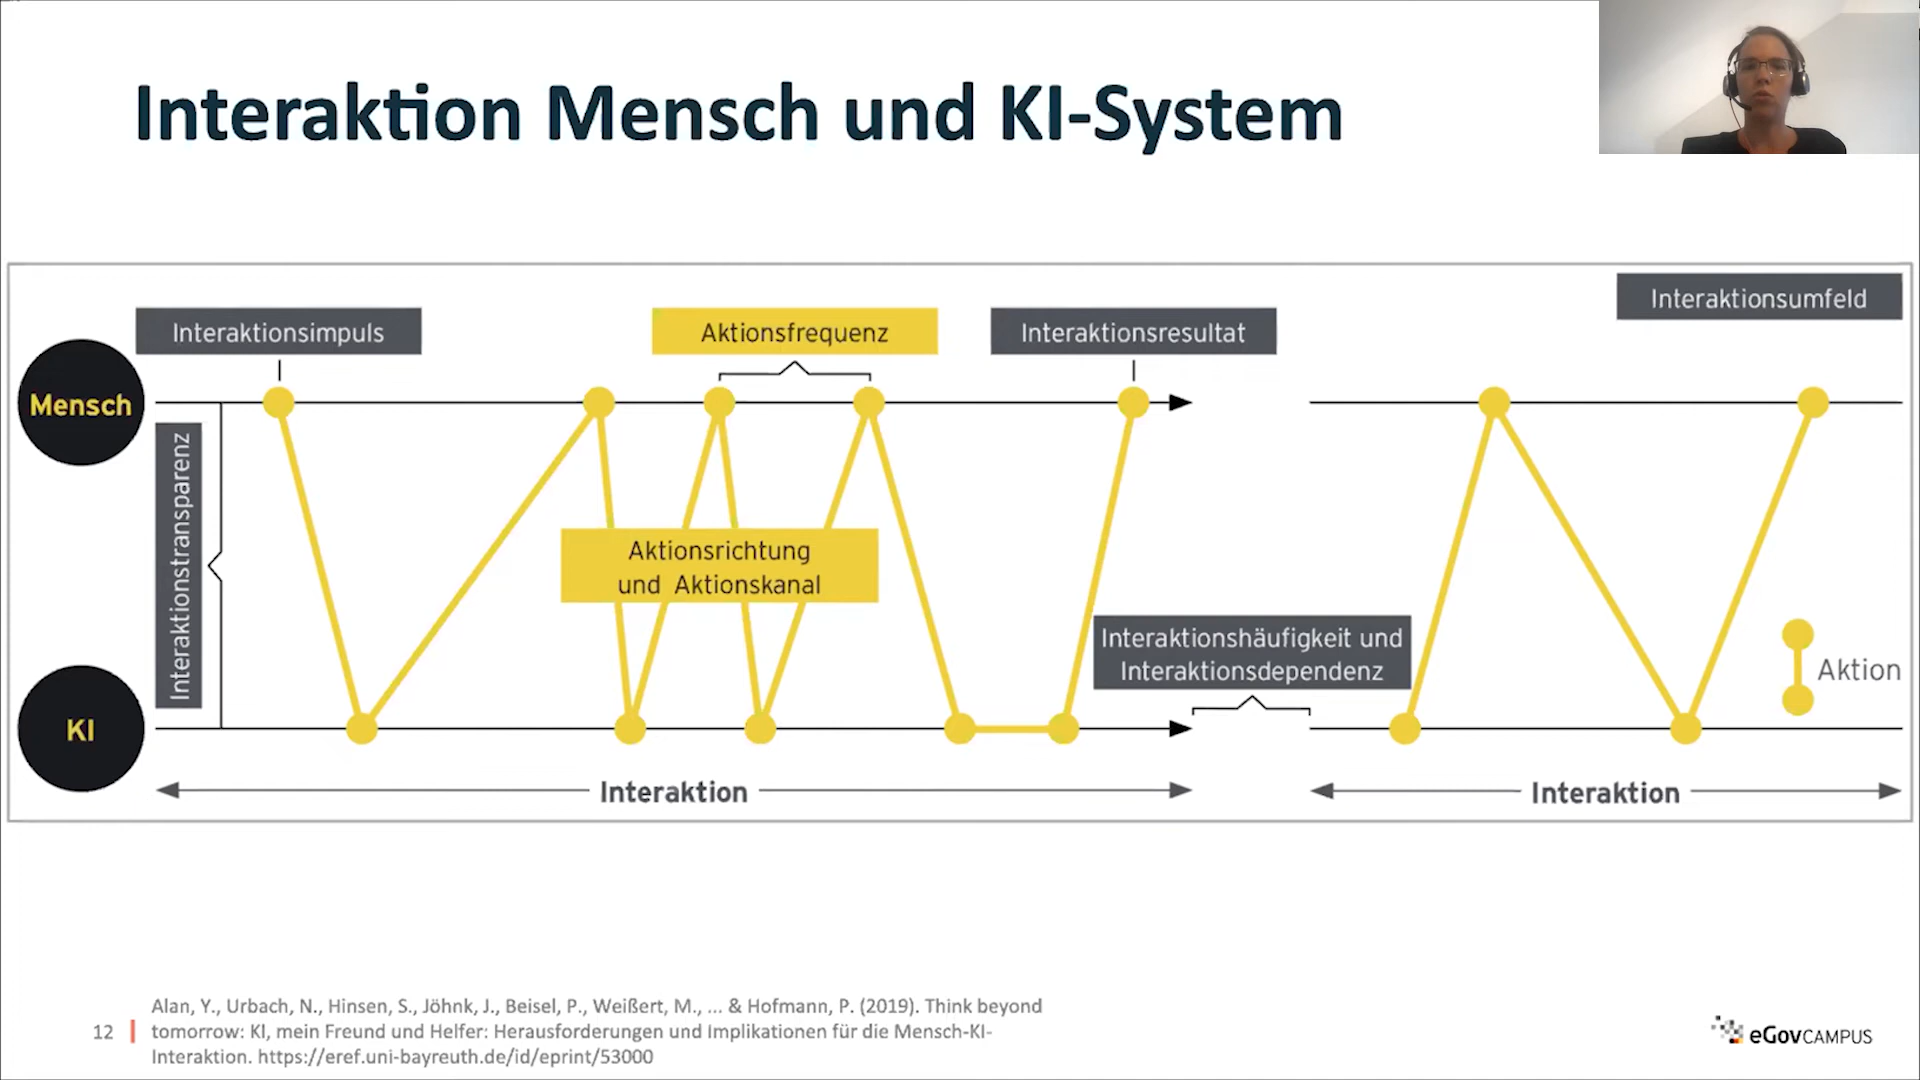 Interaktion Mensch und KI-System
Interaktionsimpuls
Aktionsfrequenz
Interaktionsresultat
Interaktionsumfeld
Mensch
Interaktionstransparenz
Aktionsrichtung
und Aktionskanal
Interaktionshäufigkeit und
Interaktionsdependenz
Aktion
KI
Interaktion
Interaktion
Alan, Y., Urbach, N., Hinsen, S., Jöhnk, J., Beisel, P., Weißert, M., ... & Hofmann, P. (2019). Think beyond
12 tomorrow: KI, mein Freund und Helfer: Herausforderungen und Implikationen für die Mensch-KI-
Interaktion. https://eref.uni-bayreuth.de/id/eprint/53000
eGovCAMPUS